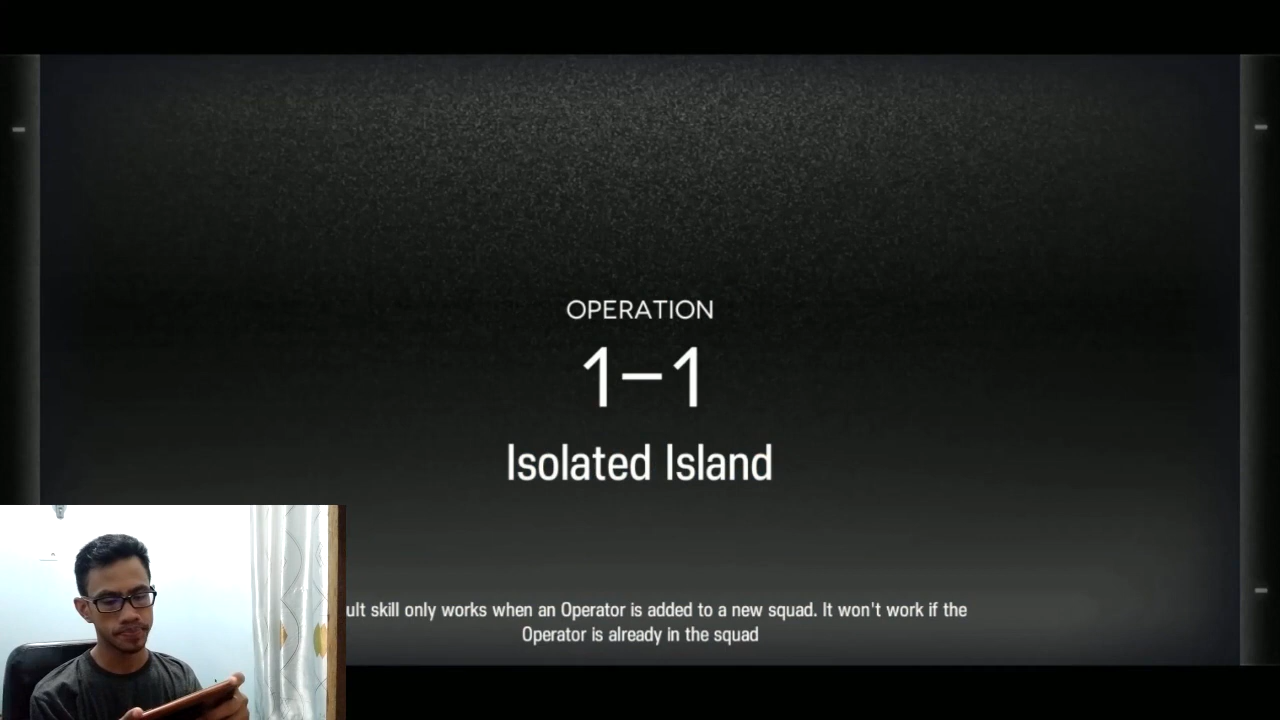 OPERATION
1-1
Isolated Island
skill only works when an Operator is added to a new squad. It won't work if the
Operator is already in the squad